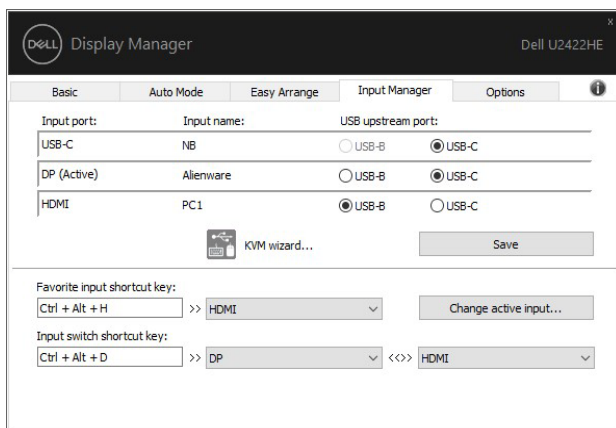 x
DELL Display Manager Dell U2422HE
Basic Auto Mode Easy Arrange Input Manager Options i
Input port: Input name: USB upstream port:
USB-C NB USB-B USB-C
DP (Active) Alienware USB-B USB-C
HDMI PC1 USB-B USB-C
KVM wizard... Save
Favorite input shortcut key:
Ctrl + Alt + H >> HDMI Change active input...
Input switch shortcut key:
Ctrl + Alt + D >> DP <<>> HDMI